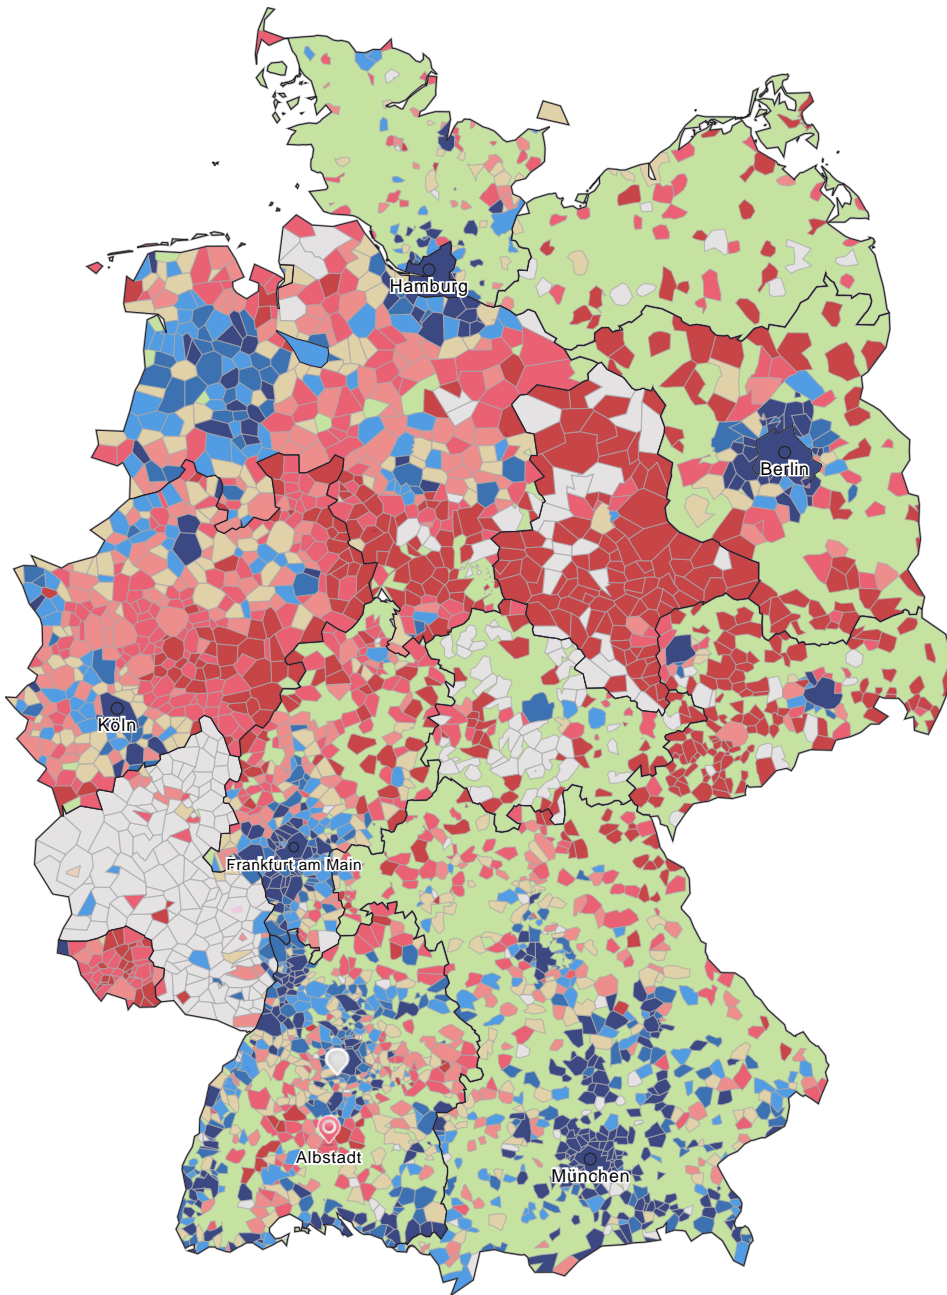 Hamburg
Berlin
Köln
Frankfurt am Main
Albstadt
München